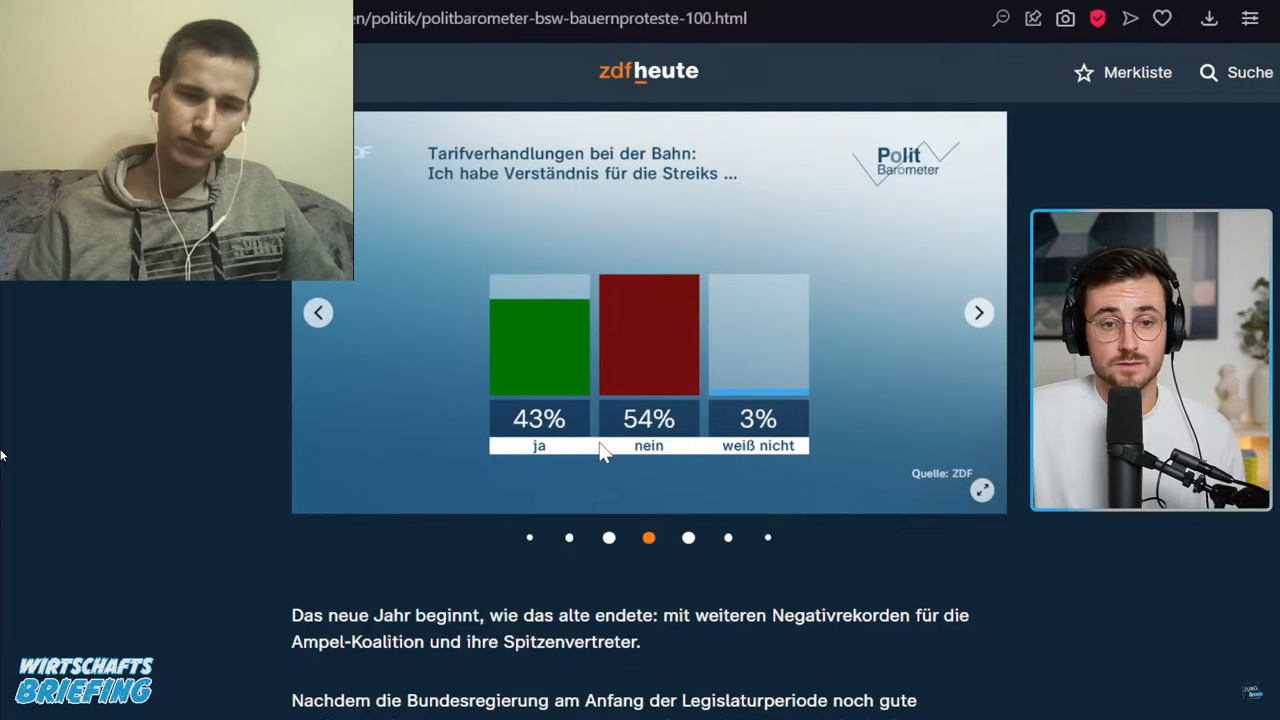 en/politik/politbarometer-bsw-bauernproteste-100.html
zdfheute
Merkliste
Suche
DF
Tarifverhandlungen bei der Bahn:
Ich habe Verständnis für die Streiks ...
Polit
Barometer
43% 54% 3%
ja nein weiß nicht
Quelle: ZDF
SPORT
Das neue Jahr beginnt, wie das alte endete: mit weiteren Negativrekorden für die
Ampel-Koalition und ihre Spitzenvertreter.
Nachdem die Bundesregierung am Anfang der Legislaturperiode noch gute
WIRTSCHAFTS
BRIEFING